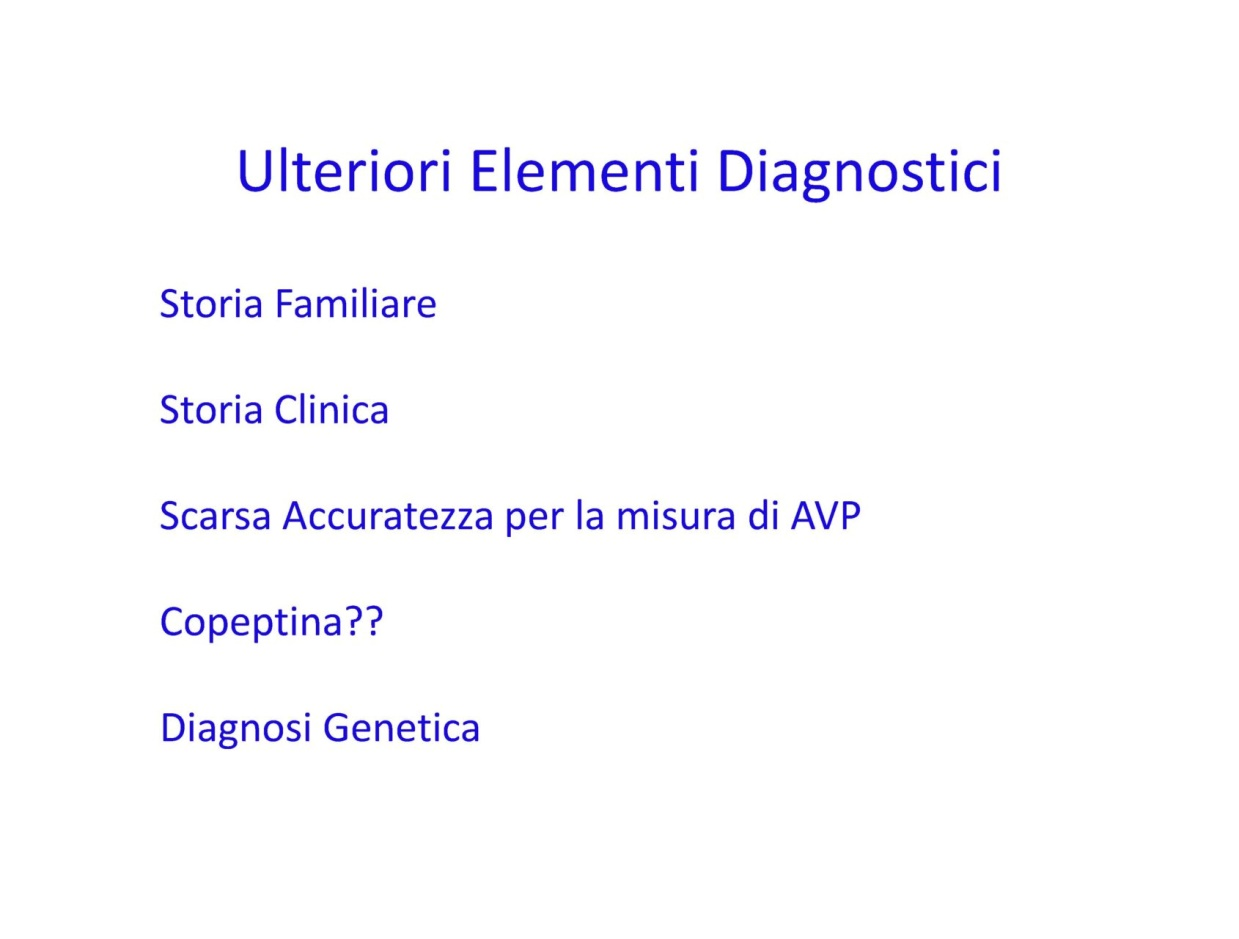 Ulteriori Elementi Diagnostici
Storia Familiare
Storia Clinica
Scarsa Accuratezza per la misura di AVP
Copeptina??
Diagnosi Genetica